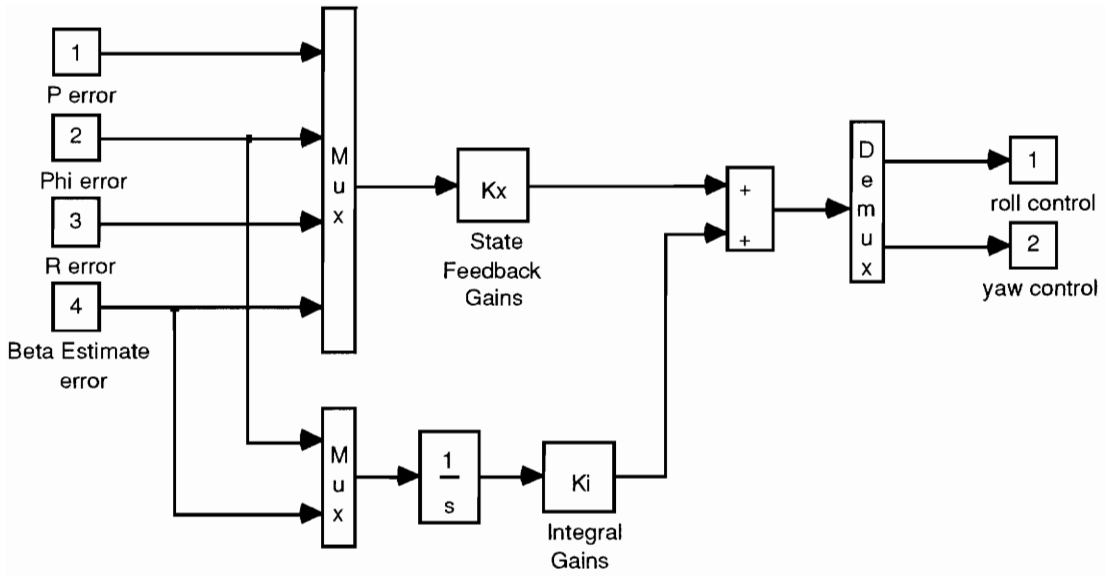 1
P error
2
Phi error
3
R error
4
Beta Estimate
error
M
u
x
Kx
State
Feedback
Gains
M
u
x
1
s
Ki
Integral
Gains
+
+
D
e
m
u
x
1
roll control
2
yaw control